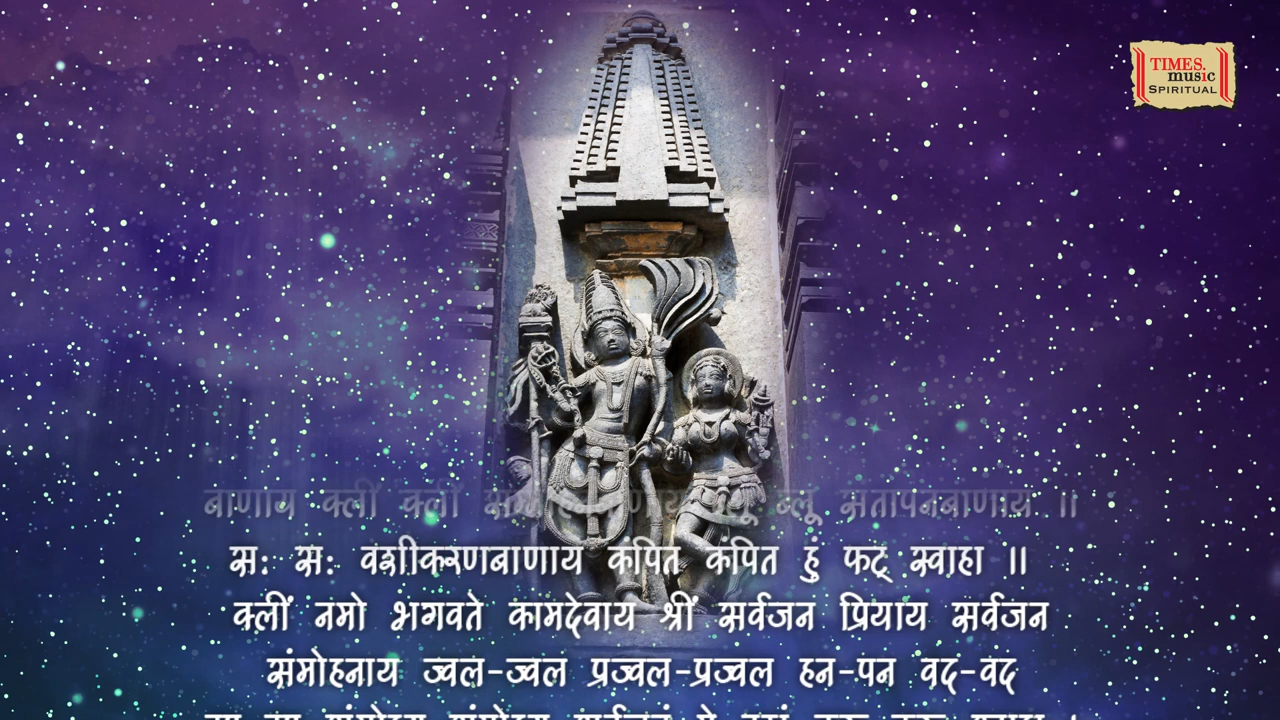 TIMES.
music
SPIRITUAL
बाणाय क्लीं क्लीं ब्लू संतापनबाणाय ॥
सः सः वशीकरणबाणाय कंपित कंपित हुं फट् स्वाहा ॥
क्लीं नमो भगवते कामदेवाय श्रीं सर्वजन प्रियाय सर्वजन
संमोहनाय ज्वल-ज्वल प्रज्वल-प्रज्वल हन-पन वद-वद